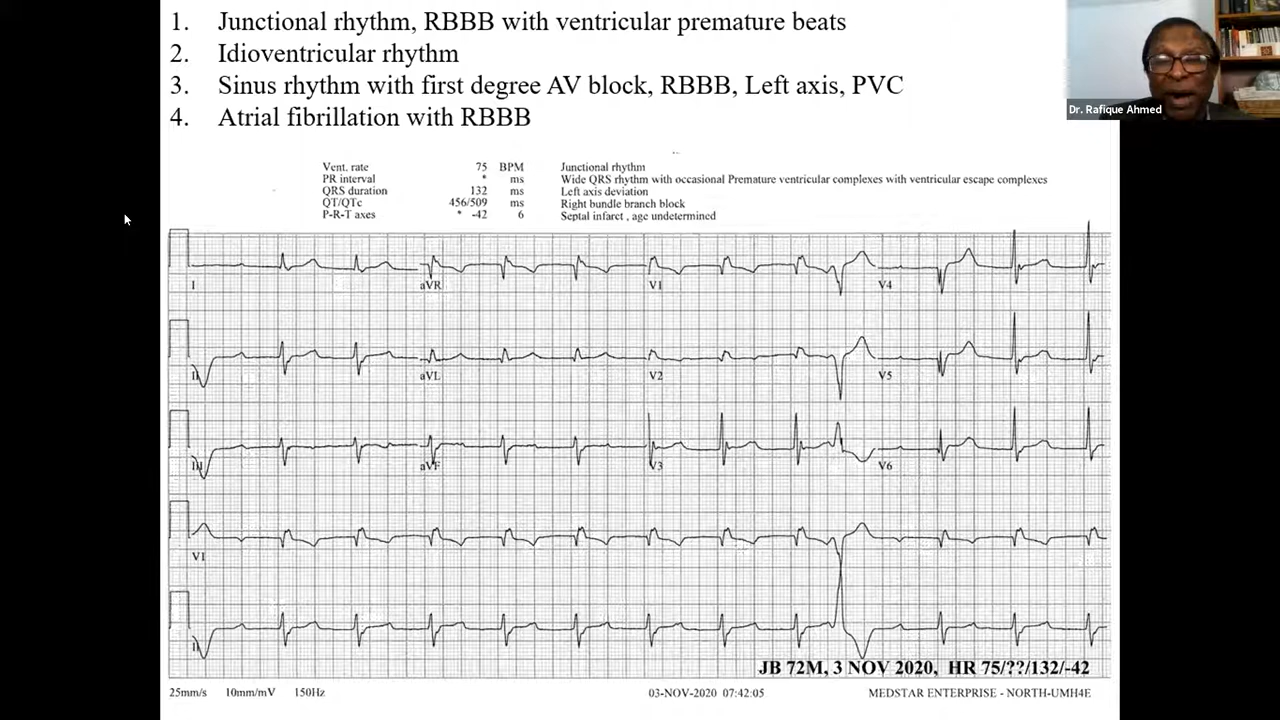 1. Junctional rhythm, RBBB with ventricular premature beats
2. Idioventricular rhythm
3. Sinus rhythm with first degree AV block, RBBB, Left axis, PVC
4. Atrial fibrillation with RBBB
Dr. Rafique Ahmed
Vent. rate 75 BPM Junctional rhythm
PR interval * ms Wide QRS rhythm with occasional Premature ventricular complexes with ventricular escape complexes
QRS duration 132 ms Left axis deviation
QT/QTc 456/509 ms Right bundle branch block
P-R-T axes * -42 6 Septal infarct , age undetermined
I aVR V1 V4
II aVL V2 V5
III aVF V3 V6
V1
II
JB 72M, 3 NOV 2020, HR 75/??/132/-42
25mm/s 10mm/mV 150Hz 03-NOV-2020 07:42:05 MEDSTAR ENTERPRISE - NORTH-UMH4E